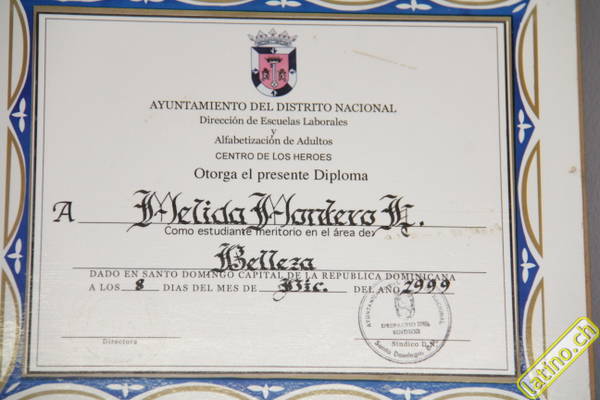 AYUNTAMIENTO DEL DISTRITO NACIONAL
Dirección de Escuelas Laborales
y
Alfabetización de Adultos
CENTRO DE LOS HEROES
Otorga el presente Diploma
A Melida Montero
Como estudiante meritorio en el área de:
Belleza
DADO EN SANTO DOMINGO CAPITAL DE LA REPUBLICA DOMINICANA
A LOS 8 DIAS DEL MES DE Dic. DEL AÑO 1999
Directora
Síndico D.N.
Santo Domingo
latino.ch